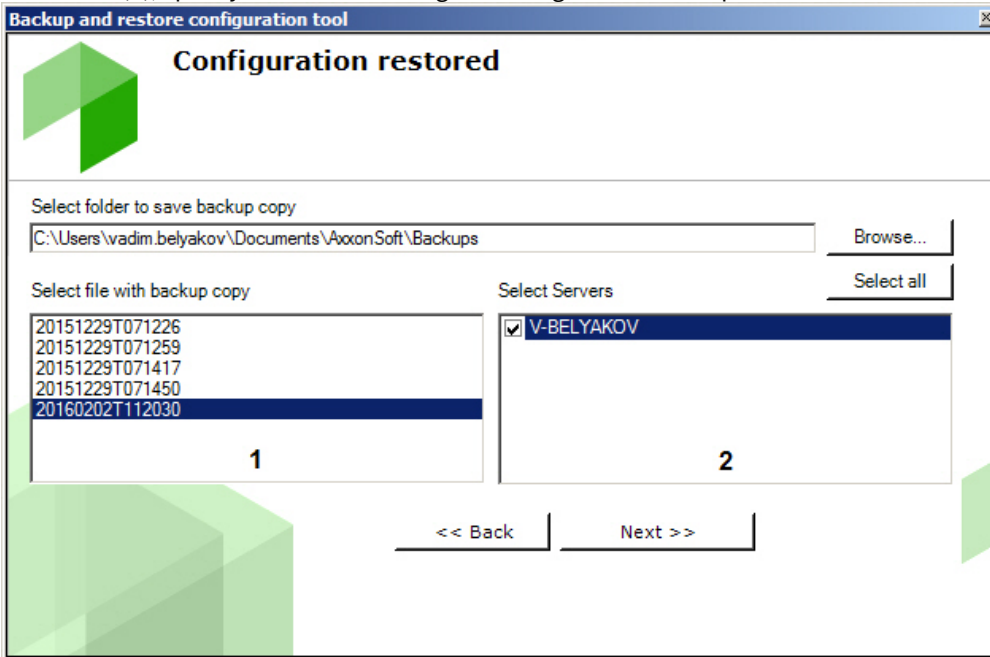 Backup and restore configuration tool
Configuration restored
Select folder to save backup copy
C:\Users\vadim.belyakov\Documents\AxxonSoft\Backups
Browse...
Select all
Select file with backup copy
Select Servers
20151229T071226
20151229T071259
20151229T071417
20151229T071450
20160202T112030
1
V-BELYAKOV
2
<< Back
Next >>